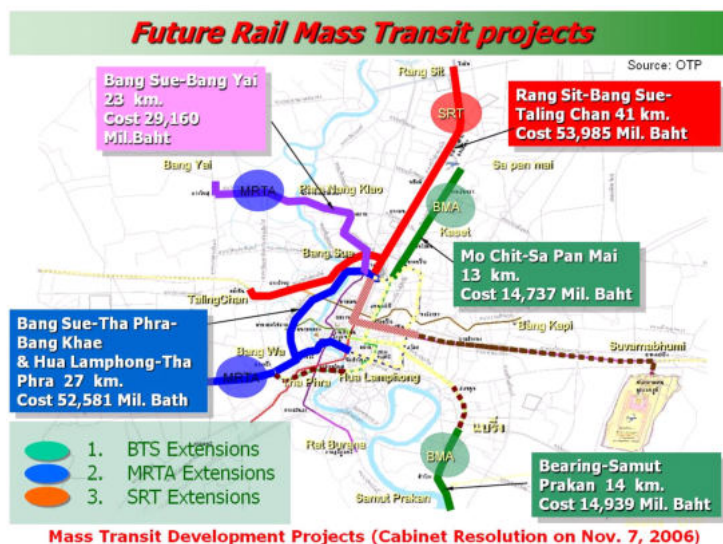 Future Rail Mass Transit projects
Source: OTP
Bang Sue-Bang Yai
23 km.
Cost 29,160
Mil.Baht
Rang Sit
SRT
Rang Sit-Bang Sue-
Taling Chan 41 km.
Cost 53,985 Mil. Baht
Bang Yai
MRTA
Phra Nang Klao
Sa pan mai
BMA
Kaset
Bang Sue
Mo Chit-Sa Pan Mai
13 km.
Cost 14,737 Mil. Baht
TalingChan
Bang Sue-Tha Phra-
Bang Khae
& Hua Lamphong-Tha
Phra 27 km.
Cost 52,581 Mil. Bath
Bang Kapi
Suvarnabhumi
Bang Wa
MRTA
Tha Phra
Hua Lamphong
แบริ่ง
Rat Burana
BMA
Samut Prakan
1. BTS Extensions
2. MRTA Extensions
3. SRT Extensions
Bearing-Samut
Prakan 14 km.
Cost 14,939 Mil. Baht
Mass Transit Development Projects (Cabinet Resolution on Nov. 7, 2006)